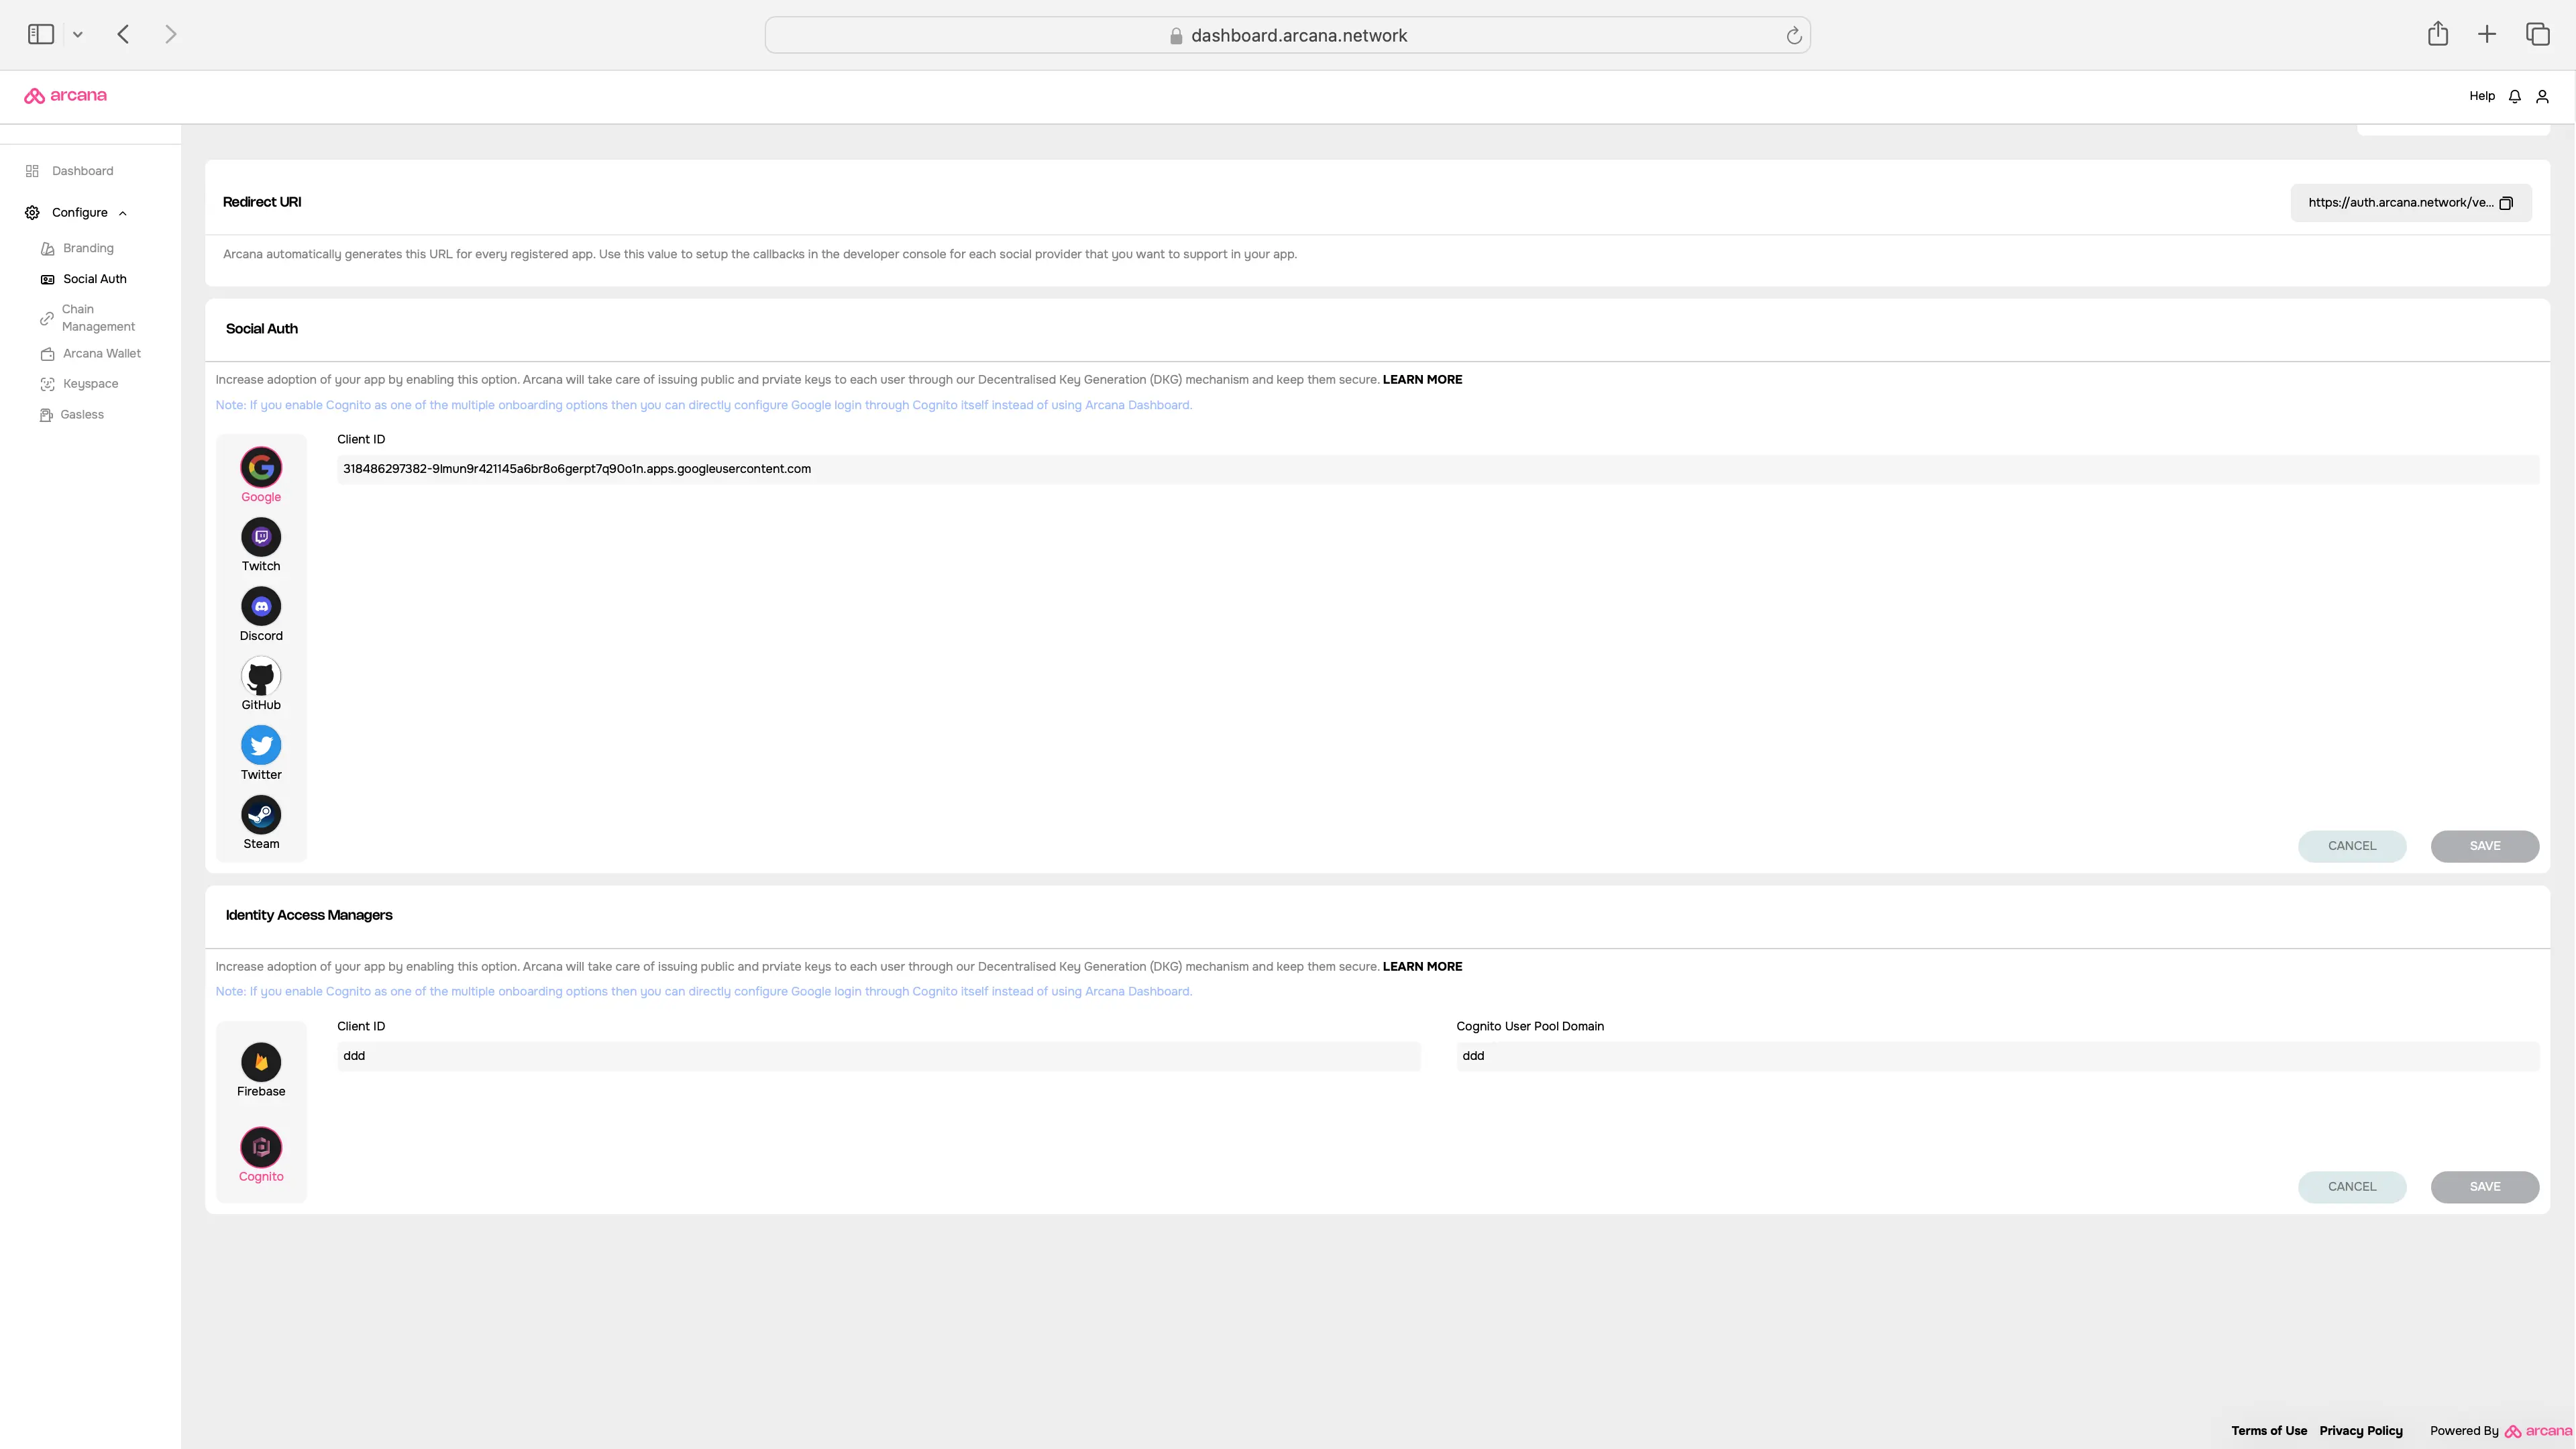 dashboard.arcana.network
arcana
Help
Dashboard
Configure
Branding
Social Auth
Chain
Management
Arcana Wallet
Keyspace
Gasless
Redirect URI
https://auth.arcana.network/ve...
Arcana automatically generates this URL for every registered app. Use this value to setup the callbacks in the developer console for each social provider that you want to support in your app.
Social Auth
Increase adoption of your app by enabling this option. Arcana will take care of issuing public and prviate keys to each user through our Decentralised Key Generation (DKG) mechanism and keep them secure. LEARN MORE
Note: If you enable Cognito as one of the multiple onboarding options then you can directly configure Google login through Cognito itself instead of using Arcana Dashboard.
Client ID
318486297382-9lmun9r421145a6br8o6gerpt7q90o1n.apps.googleusercontent.com
Google
Twitch
Discord
GitHub
Twitter
Steam
CANCEL
SAVE
Identity Access Managers
Increase adoption of your app by enabling this option. Arcana will take care of issuing public and prviate keys to each user through our Decentralised Key Generation (DKG) mechanism and keep them secure. LEARN MORE
Note: If you enable Cognito as one of the multiple onboarding options then you can directly configure Google login through Cognito itself instead of using Arcana Dashboard.
Client ID
Cognito User Pool Domain
ddd
ddd
Firebase
Cognito
CANCEL
SAVE
Terms of Use
Privacy Policy
Powered By arcana